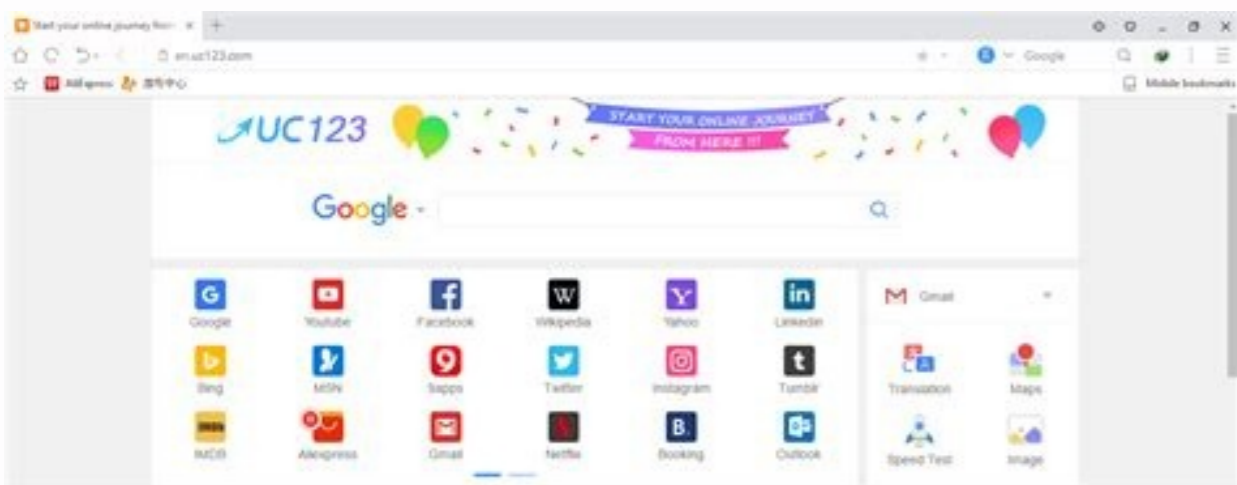 Start your online journey from
en.uc123.com
Google
AliExpress
Mobile bookmarks
UC123
START YOUR ONLINE JOURNEY
FROM HERE !!!
Google
Google Youtube Facebook Wikipedia Yahoo Linkedin
Gmail
Bing MSN 9apps Twitter Instagram Tumblr
Translation Maps
IMDB Aliexpress Gmail Netflix Booking Outlook
Speed Test Image